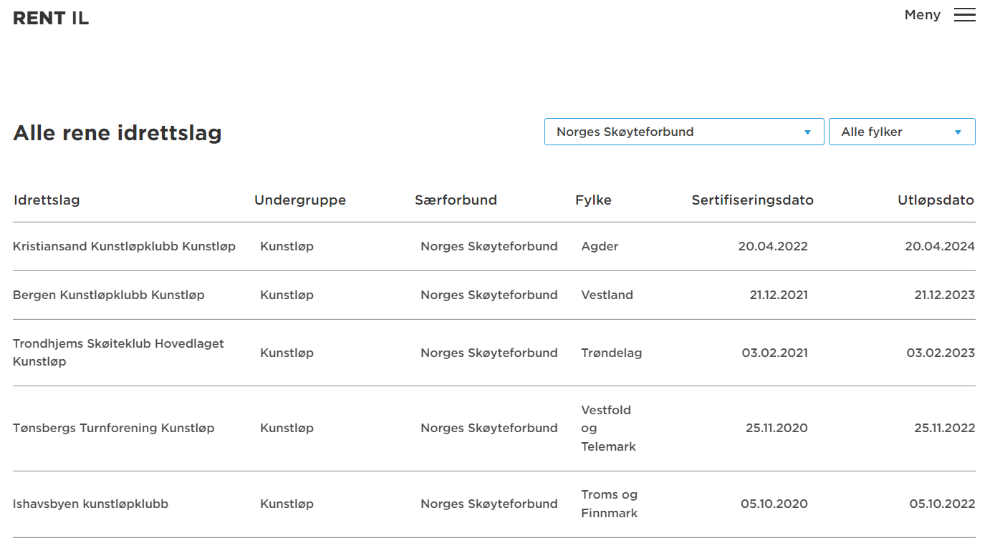 RENT IL
Meny
Alle rene idrettslag
Norges Skøyteforbund
Alle fylker
Idrettslag Undergruppe Særforbund Fylke Sertifiseringsdato Utløpsdato
Kristiansand Kunstløpklubb Kunstløp Kunstløp Norges Skøyteforbund Agder 20.04.2022 20.04.2024
Bergen Kunstløpklubb Kunstløp Kunstløp Norges Skøyteforbund Vestland 21.12.2021 21.12.2023
Trondhjems Skøiteklub Hovedlaget
Kunstløp
Kunstløp Norges Skøyteforbund Trøndelag 03.02.2021 03.02.2023
Tønsbergs Turnforening Kunstløp Kunstløp Norges Skøyteforbund
Vestfold
og
Telemark
25.11.2020 25.11.2022
Ishavsbyen kunstløpklubb Kunstløp Norges Skøyteforbund
Troms og
Finnmark
05.10.2020 05.10.2022